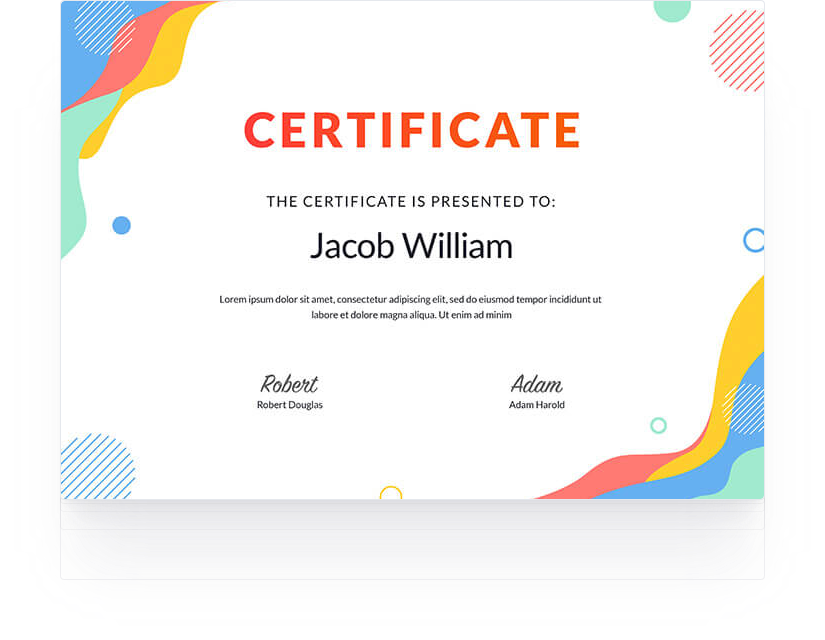 CERTIFICATE
THE CERTIFICATE IS PRESENTED TO:
Jacob William
Lorem ipsum dolor sit amet, consectetur adipiscing elit, sed do eiusmod tempor incididunt ut
labore et dolore magna aliqua. Ut enim ad minim
Robert Adam
Robert Douglas Adam Harold